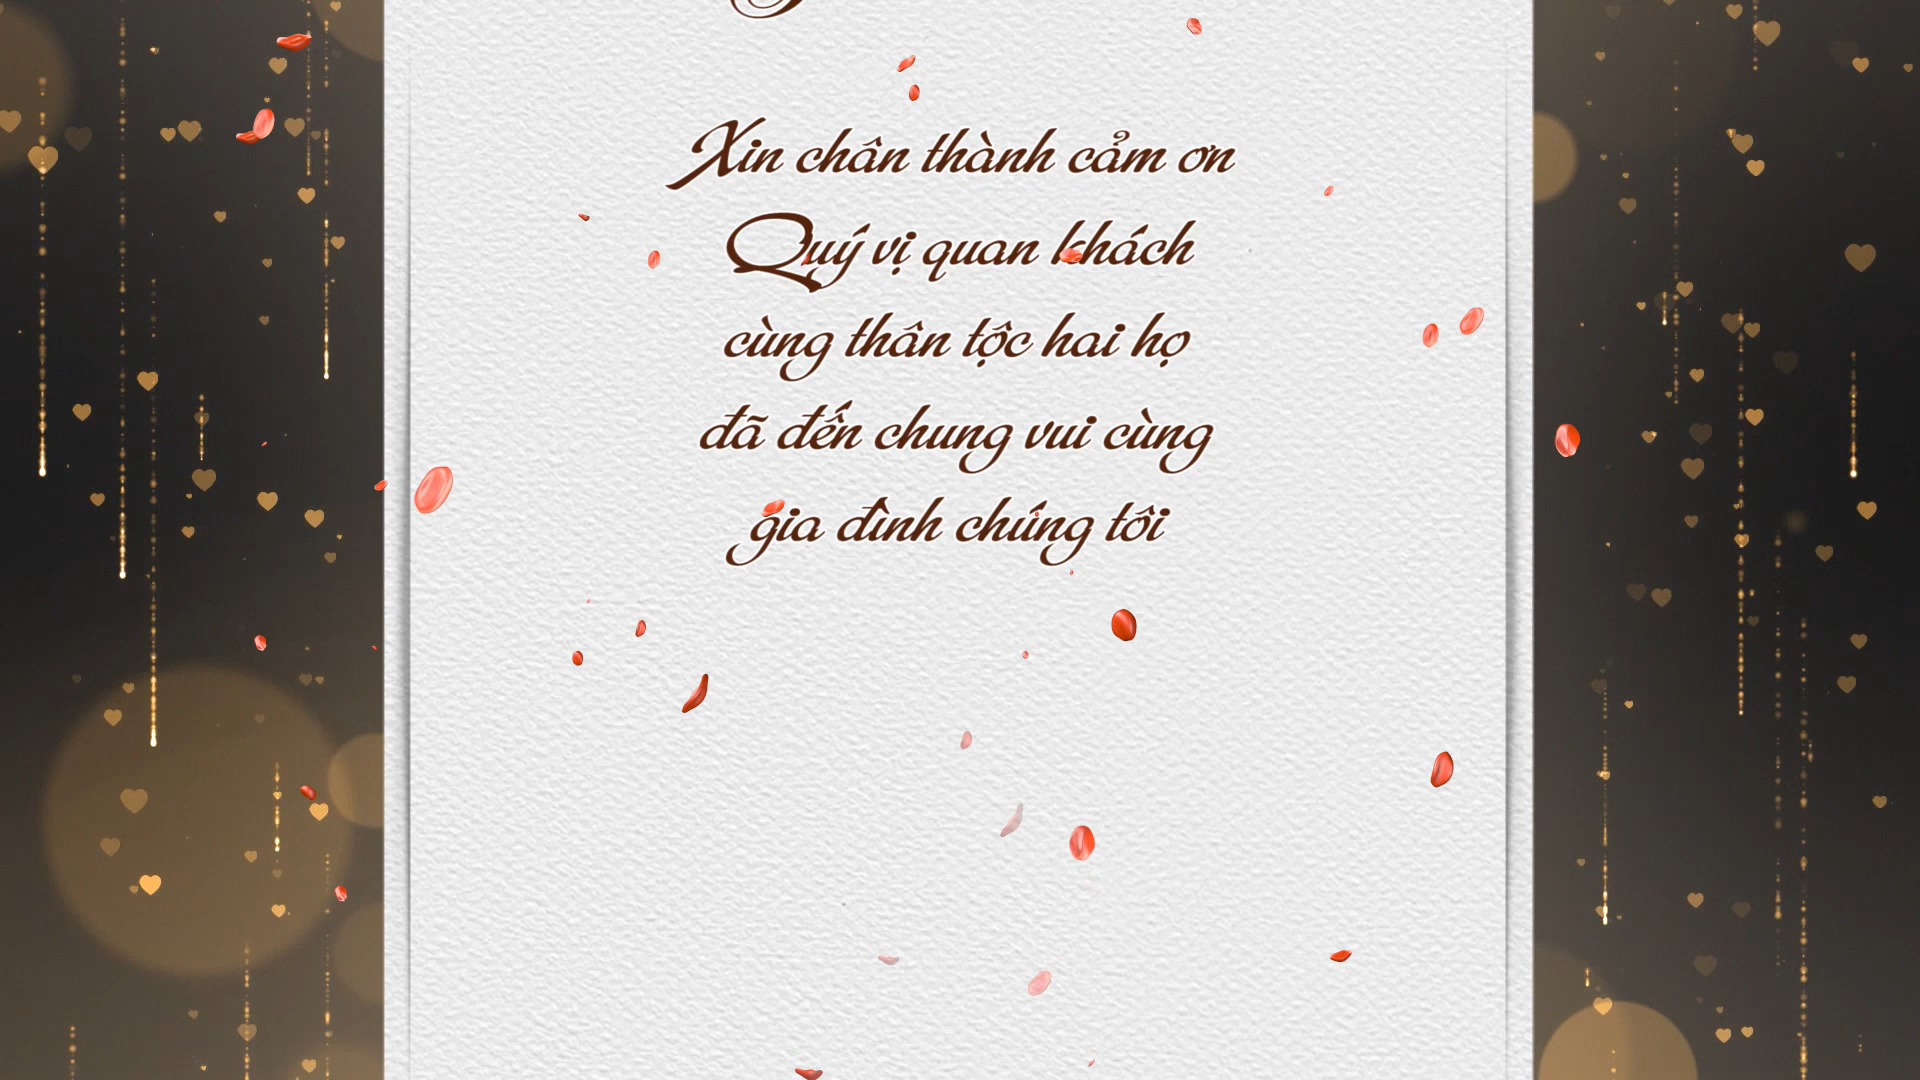 Xin chân thành cảm ơn
Quý vị quan khách
cùng thân tộc hai họ
đã đến chung vui cùng
gia đình chúng tôi